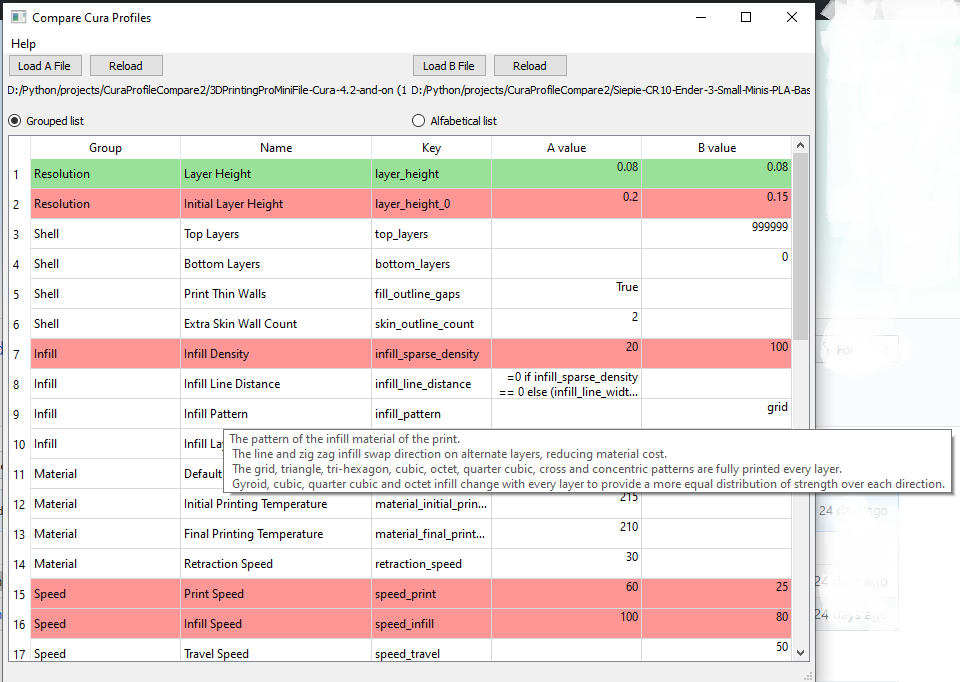 Compare Cura Profiles
Help
Load A File Reload Load B File Reload
D:/Python/projects/CuraProfileCompare2/3DPrintingProMiniFile-Cura-4.2-and-on (1 D:/Python/projects/CuraProfileCompare2/Siepie-CR10-Ender-3-Small-Minis-PLA-Bas
Grouped list Alfabetical list
Group Name Key A value B value
1 Resolution Layer Height layer_height 0.08 0.08
2 Resolution Initial Layer Height layer_height_0 0.2 0.15
3 Shell Top Layers top_layers 999999
4 Shell Bottom Layers bottom_layers 0
5 Shell Print Thin Walls fill_outline_gaps True
6 Shell Extra Skin Wall Count skin_outline_count 2
7 Infill Infill Density infill_sparse_density 20 100
8 Infill Infill Line Distance infill_line_distance =0 if infill_sparse_density
== 0 else (infill_line_widt...
9 Infill Infill Pattern infill_pattern grid
10 Infill Infill La
The pattern of the infill material of the print.
The line and zig zag infill swap direction on alternate layers, reducing material cost.
The grid, triangle, tri-hexagon, cubic, octet, quarter cubic, cross and concentric patterns are fully printed every layer.
Gyroid, cubic, quarter cubic and octet infill change with every layer to provide a more equal distribution of strength over each direction.
11 Material Default
12 Material Initial Printing Temperature material_initial_prin... 215
13 Material Final Printing Temperature material_final_print... 210
14 Material Retraction Speed retraction_speed 30
15 Speed Print Speed speed_print 60 25
16 Speed Infill Speed speed_infill 100 80
17 Speed Travel Speed speed_travel 50
24 days ago
24 days ago
24 days ago